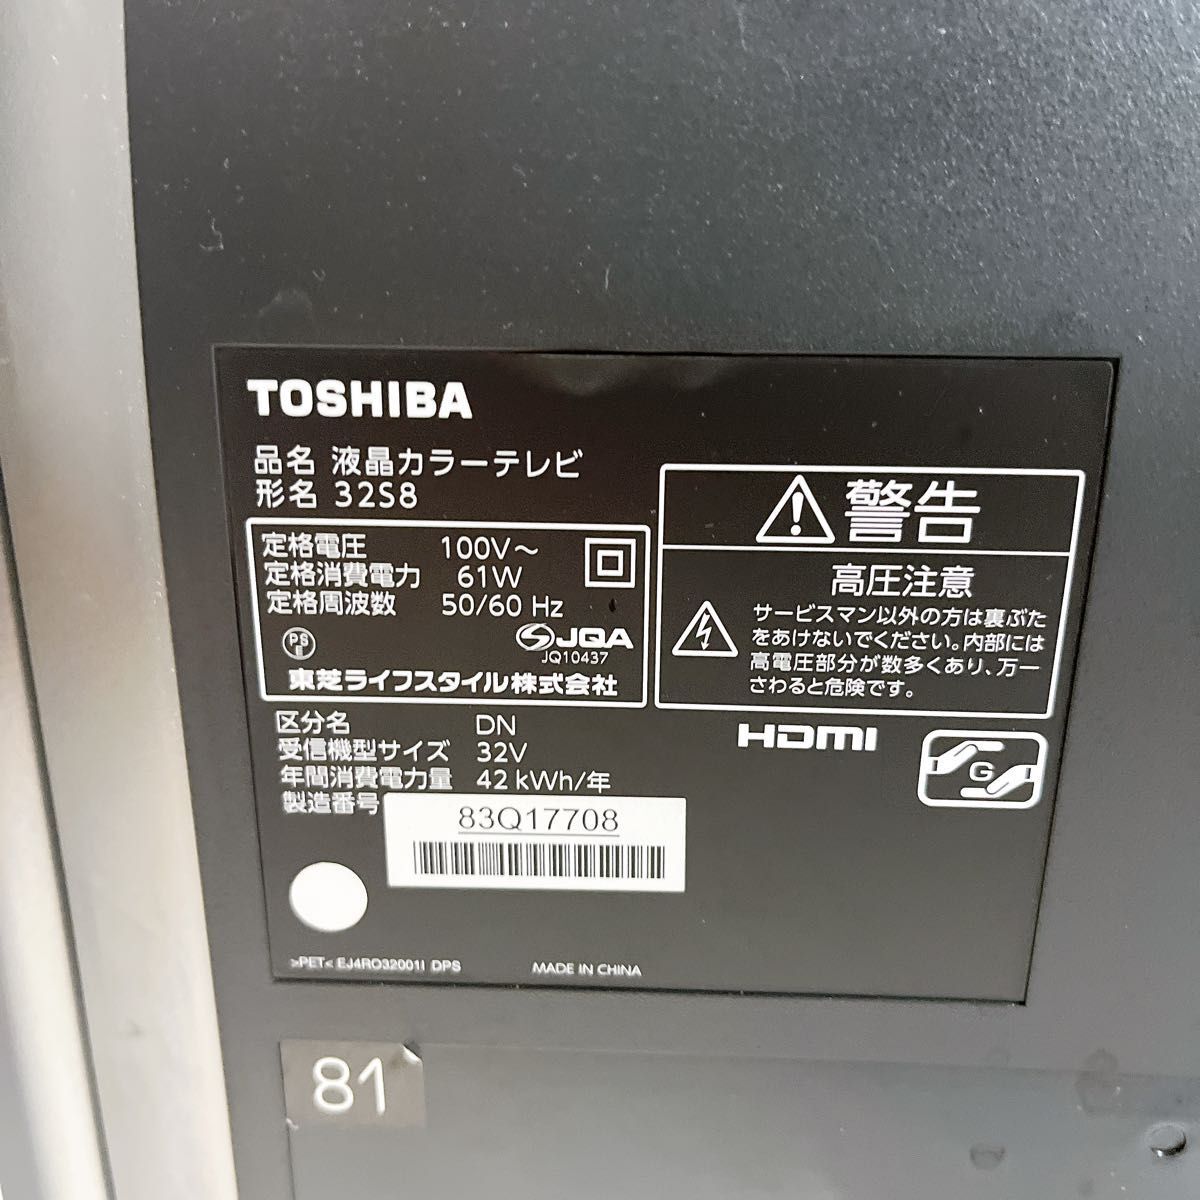 TOSHIBA
品名 液晶カラーテレビ
形名 32S8
定格電圧 100V～
定格消費電力 61W
定格周波数 50/60 Hz
PS
E
JQA
JQ10437
東芝ライフスタイル株式会社
警告
高圧注意
サービスマン以外の方は裏ぶた
をあけないでください。内部には
高電圧部分が数多くあり、万一
さわると危険です。
区分名 DN
受信機型サイズ 32V
年間消費電力量 42 kWh/年
製造番号
83Q17708
HDMI
G
>PET< EJ4RO32001I DPS
MADE IN CHINA
81